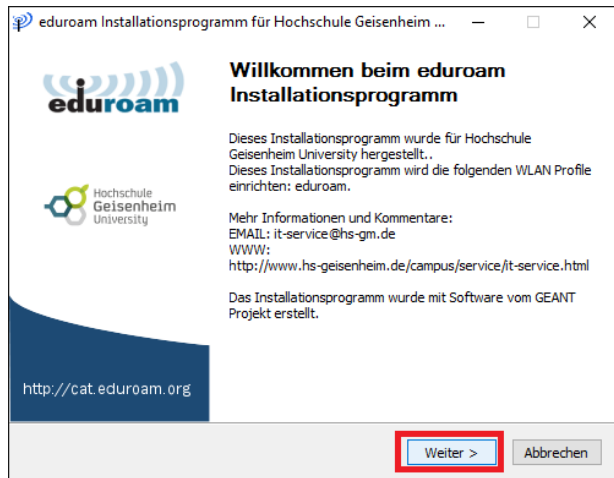 eduroam Installationsprogramm für Hochschule Geisenheim ...
eduroam
Willkommen beim eduroam
Installationsprogramm
Dieses Installationsprogramm wurde für Hochschule
Geisenheim University hergestellt..
Dieses Installationsprogramm wird die folgenden WLAN Profile
einrichten: eduroam.
Hochschule
Geisenheim
University
Mehr Informationen und Kommentare:
EMAIL: it-service@hs-gm.de
WWW:
http://www.hs-geisenheim.de/campus/service/it-service.html
Das Installationsprogramm wurde mit Software vom GEANT
Projekt erstellt.
http://cat.eduroam.org
Weiter >
Abbrechen